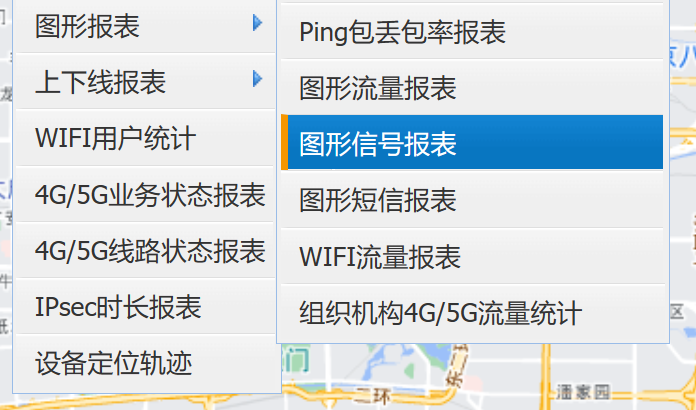 图形报表
上下线报表
WIFI用户统计
4G/5G业务状态报表
4G/5G线路状态报表
IPsec时长报表
设备定位轨迹
Ping包丢包率报表
图形流量报表
图形信号报表
图形短信报表
WIFI流量报表
组织机构4G/5G流量统计
京八
龙
区
门
二环
潘家园